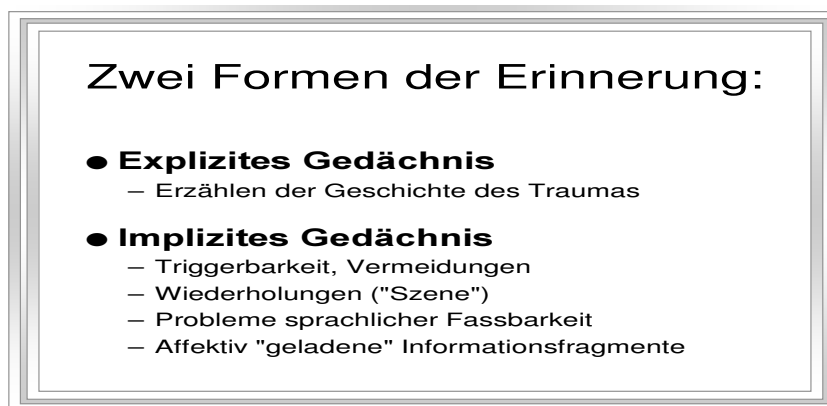 Zwei Formen der Erinnerung:
● Explizites Gedächnis
– Erzählen der Geschichte des Traumas
● Implizites Gedächnis
– Triggerbarkeit, Vermeidungen
– Wiederholungen ("Szene")
– Probleme sprachlicher Fassbarkeit
– Affektiv "geladene" Informationsfragmente